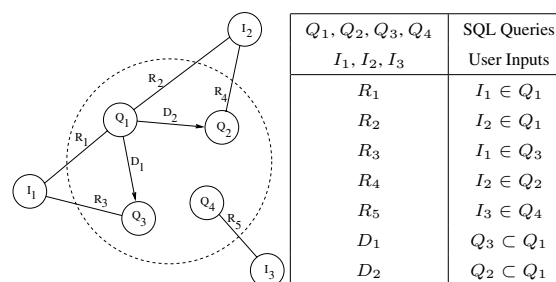 I2
R2
R4
Q1
D2
Q2
R1
D1
I1
R3
Q3
Q4
R5
I3
Q1, Q2, Q3, Q4 SQL Queries
I1, I2, I3 User Inputs
R1 I1 ∈ Q1
R2 I2 ∈ Q1
R3 I1 ∈ Q3
R4 I2 ∈ Q2
R5 I3 ∈ Q4
D1 Q3 ⊂ Q1
D2 Q2 ⊂ Q1